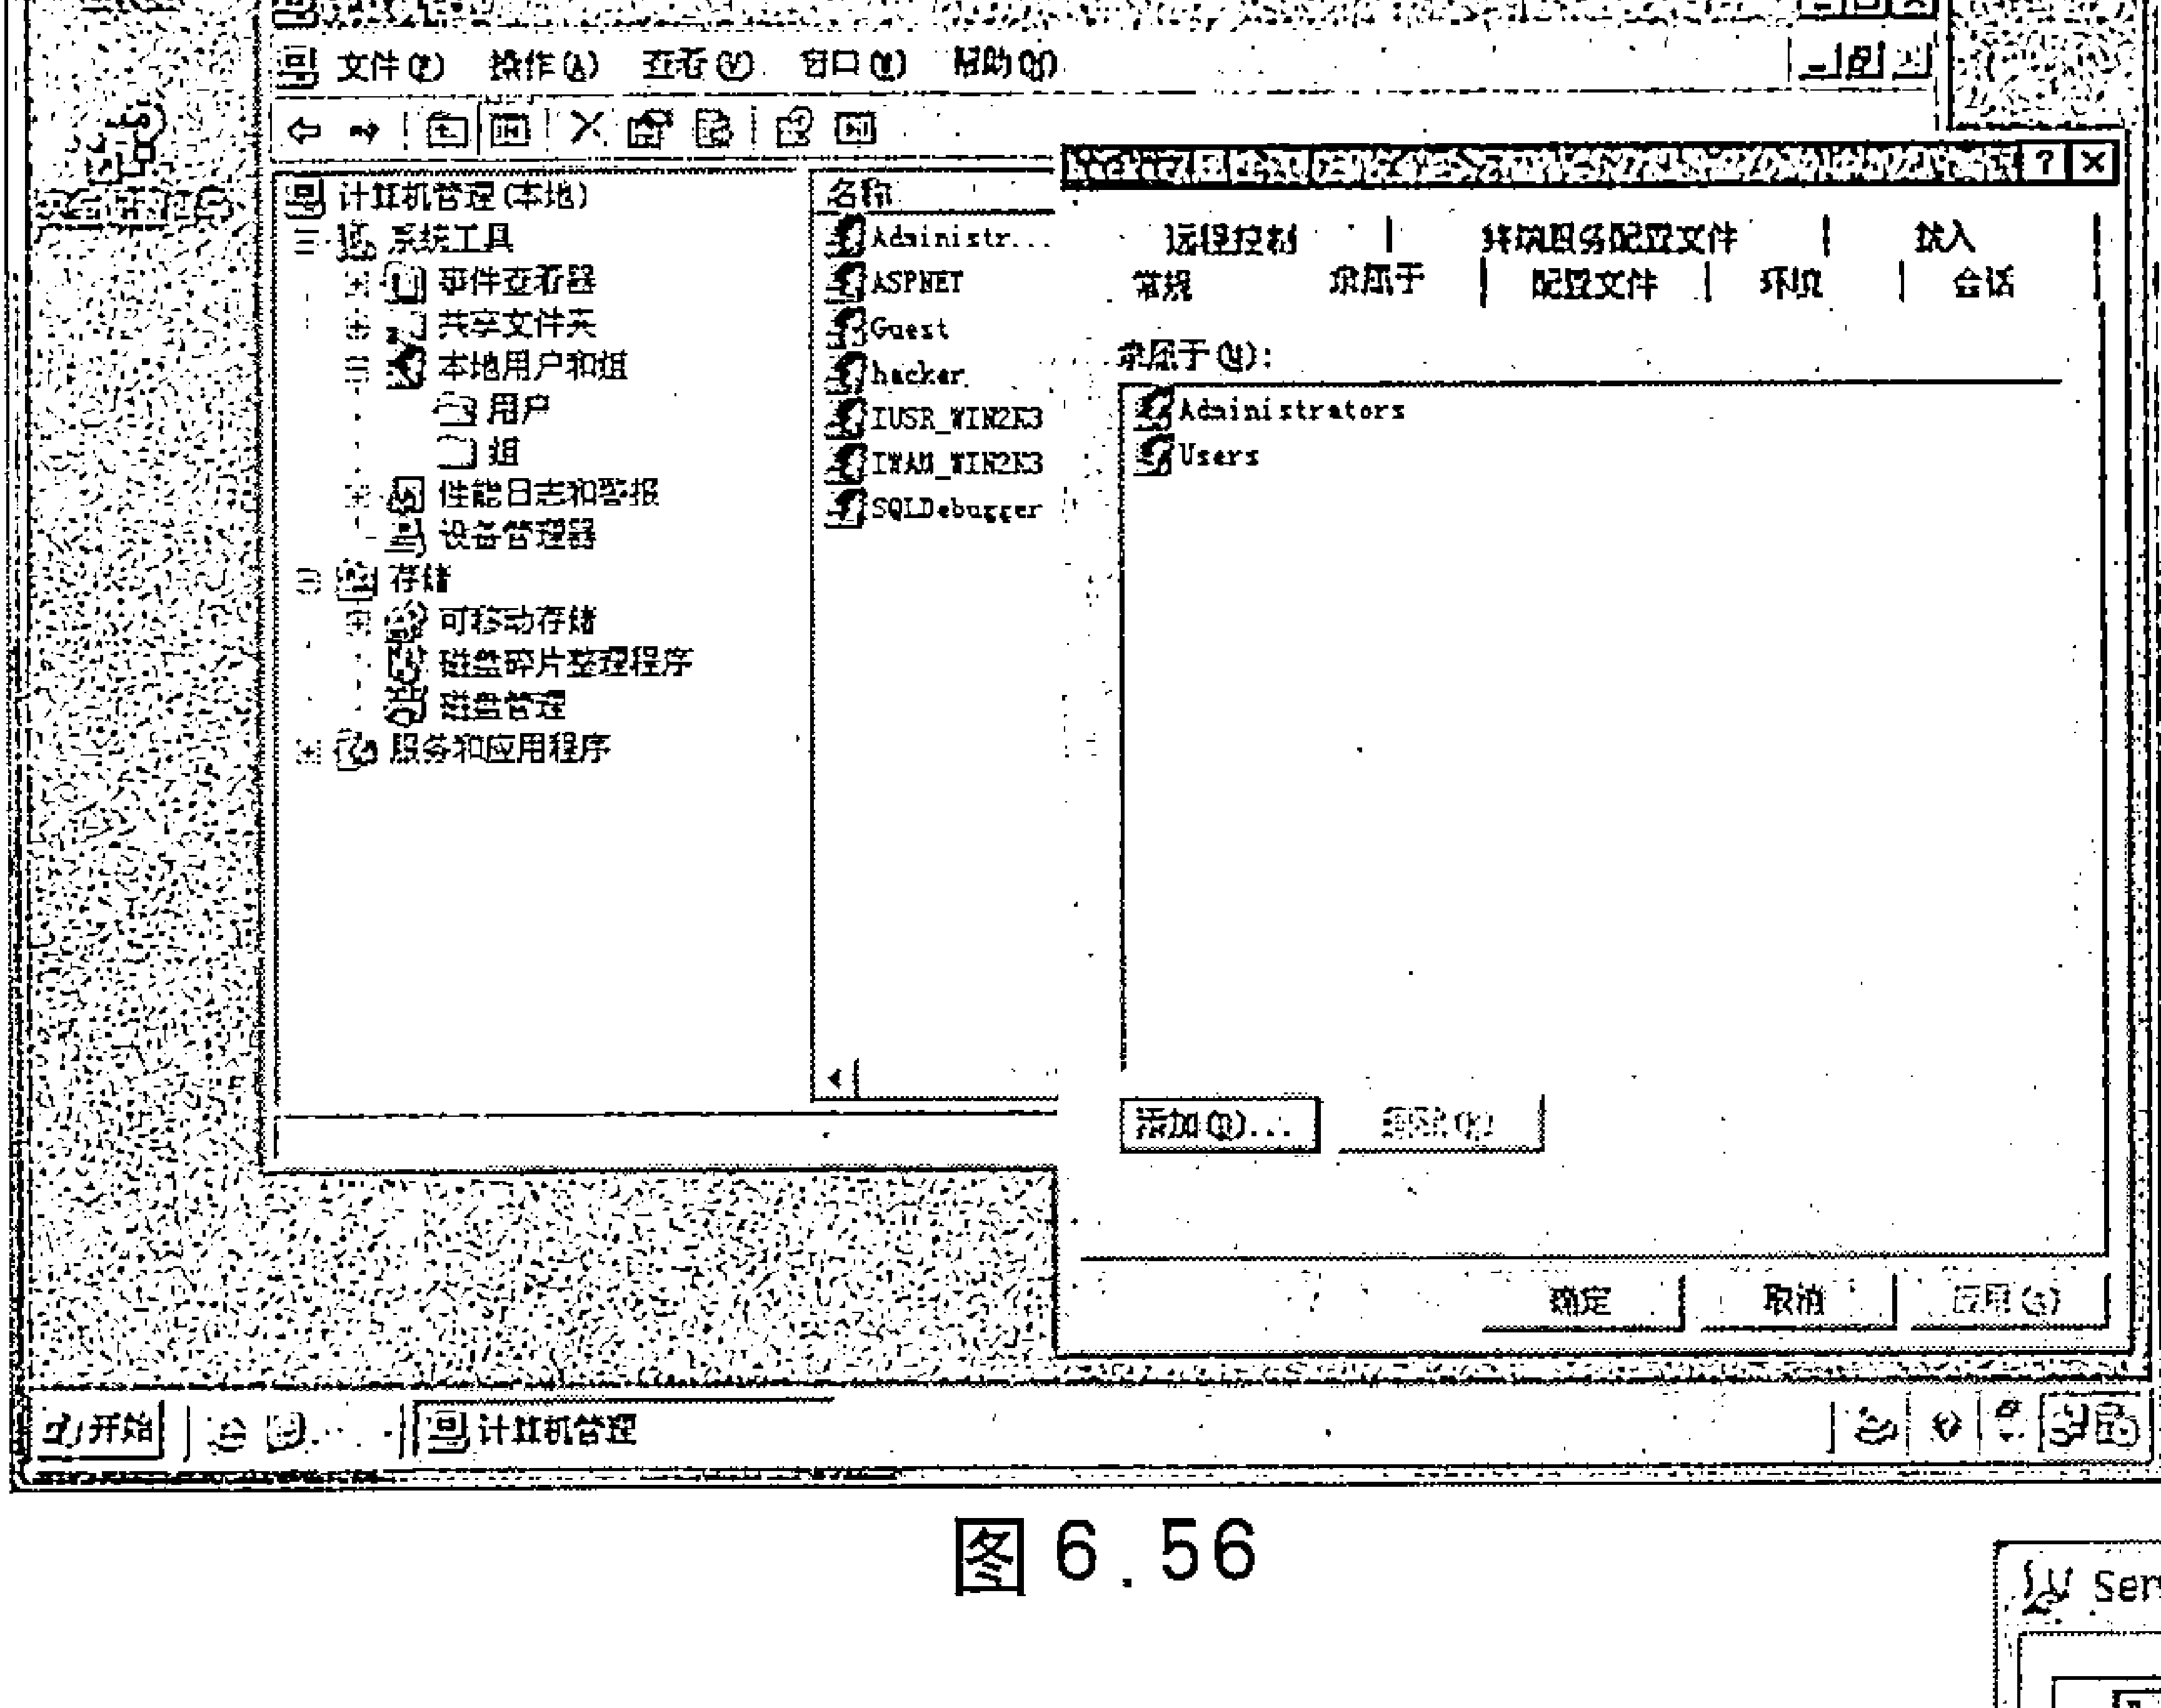 文件(F) 操作(A) 查看(V) 窗口(W) 帮助(H)
计算机管理(本地)
系统工具
事件查看器
共享文件夹
本地用户和组
用户
组
性能日志和警报
设备管理器
存储
可移动存储
磁盘碎片整理程序
磁盘管理
服务和应用程序
名称
Administr...
ASPNET
Guest
hacker
IUSR_WIN2K3
IWAM_WIN2K3
SQLDebugger
hacker 属性
远程控制 终端服务配置文件 拨入
常规 隶属于 配置文件 环境 会话
隶属于(M):
Administrators
Users
添加(D)... 删除(R)
确定 取消 应用(A)
开始 计算机管理
图 6.56
Ser